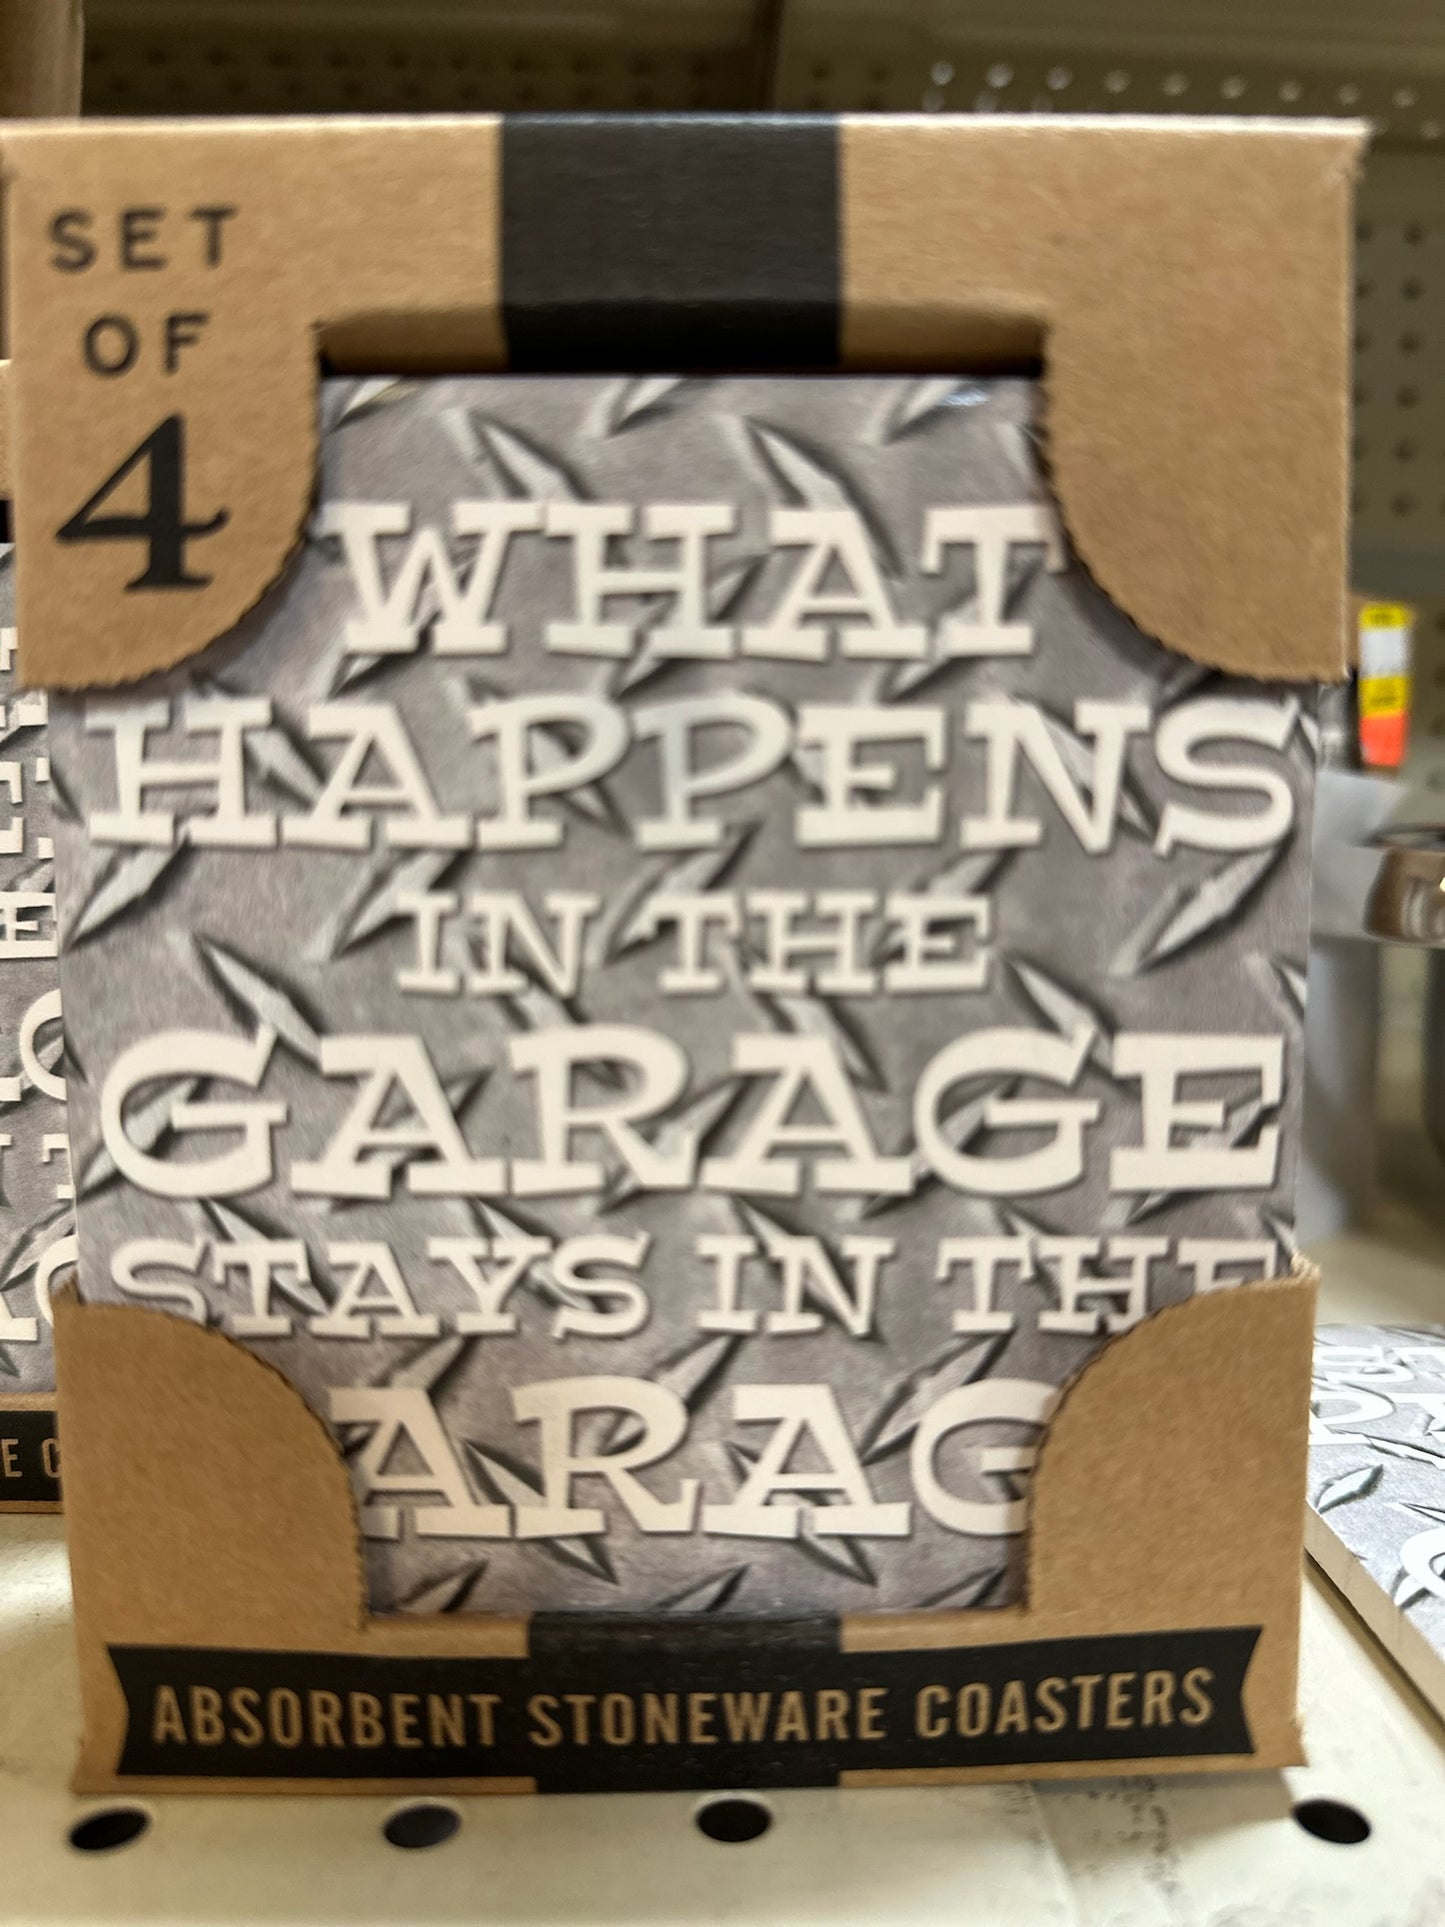 SET
OF
4
WHAT
HAPPENS
IN THE
GARAGE
STAYS IN THE
ARAG
ABSORBENT STONEWARE COASTERS